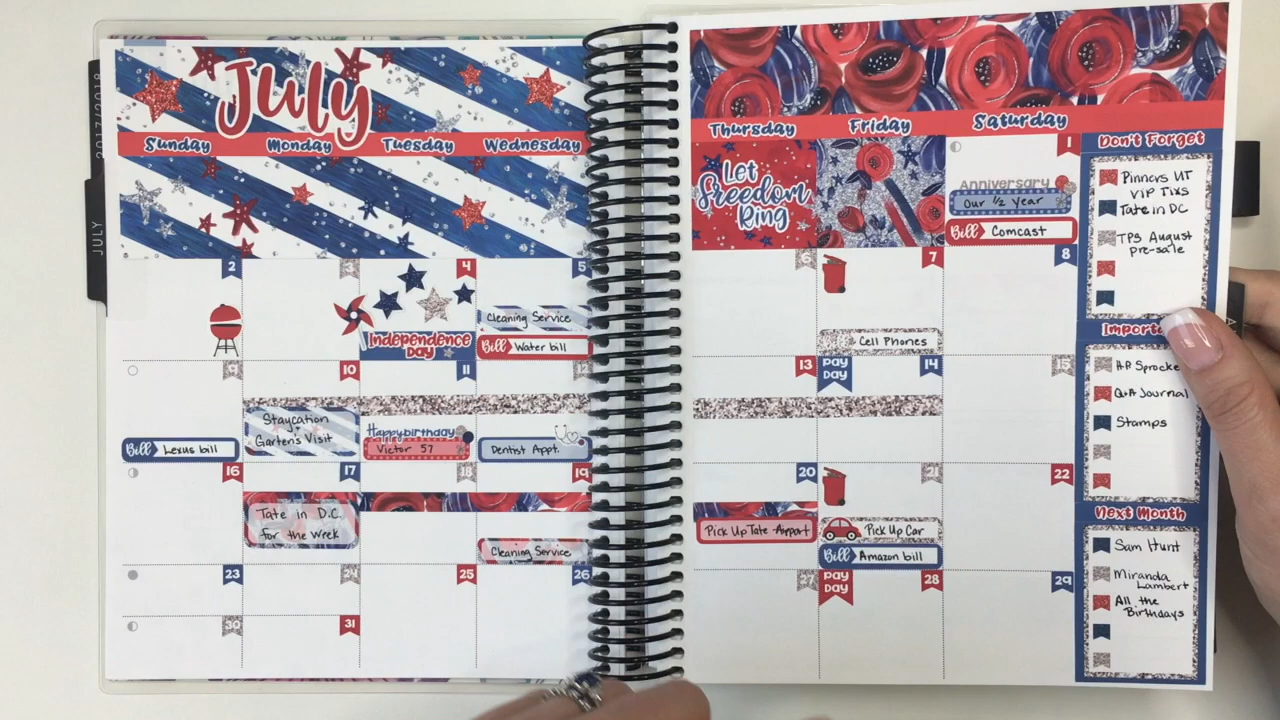 2017/2018
JULY
July
Sunday Monday Tuesday Wednesday
Thursday Friday Saturday
Let
Freedom
Ring
1
Anniversary
Our 1/2 Year
Bill Comcast
2 3 4 5
Independence
Day
Cleaning Service
Bill Water bill
6 7 8
Cell Phones
9 10 11 12
Bill Lexus bill
Staycation
+
Garten's Visit
Happy birthday
Victor 57
Dentist Appt.
13 14 15
Pay
Day
16 17 18 19
Tate in D.C.
for the Week
Cleaning Service
20 21 22
Pick Up Tate Airport
Pick Up Car
Bill Amazon bill
23 24 25 26
27 28 29
Pay
Day
30 31
Don't Forget
Pinners UT
VIP Tixs
Tate in DC
TPS August
pre-sale
HP Sprocke
Q&A Journal
Stamps
Next Month
Sam Hunt
Miranda
Lambert
All the
Birthdays